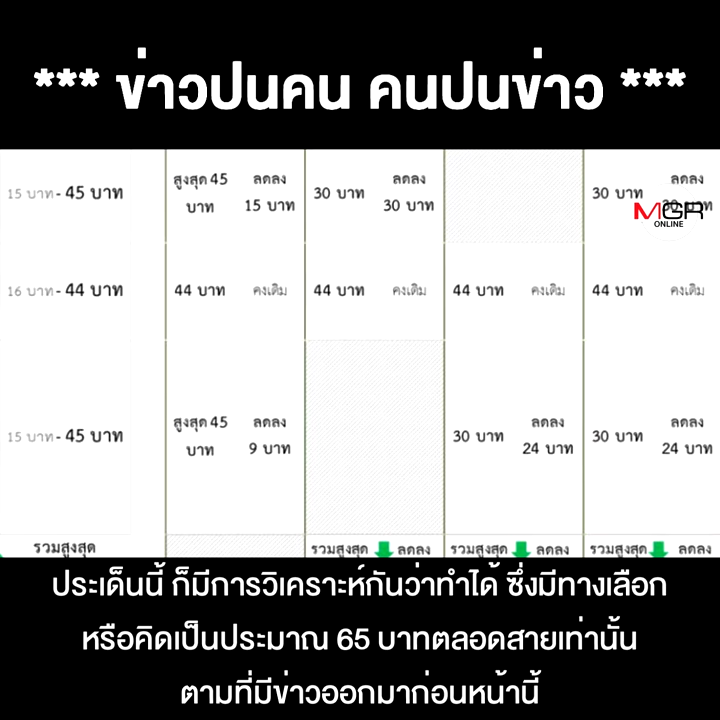 *** ข่าวปนคน คนปนข่าว ***
15 บาท - 45 บาท สูงสุด 45 บาท ลดลง 15 บาท 30 บาท ลดลง 30 บาท 30 บาท ลดลง 30 บาท
MGR
ONLINE
16 บาท - 44 บาท 44 บาท คงเดิม 44 บาท คงเดิม 44 บาท คงเดิม 44 บาท คงเดิม
15 บาท - 45 บาท สูงสุด 45 บาท ลดลง 9 บาท 30 บาท ลดลง 24 บาท 30 บาท ลดลง 24 บาท
รวมสูงสุด รวมสูงสุด ลดลง รวมสูงสุด ลดลง รวมสูงสุด ลดลง
ประเด็นนี้ ก็มีการวิเคราะห์กันว่าทำได้ ซึ่งมีทางเลือก
หรือคิดเป็นประมาณ 65 บาทตลอดสายเท่านั้น
ตามที่มีข่าวออกมาก่อนหน้านี้